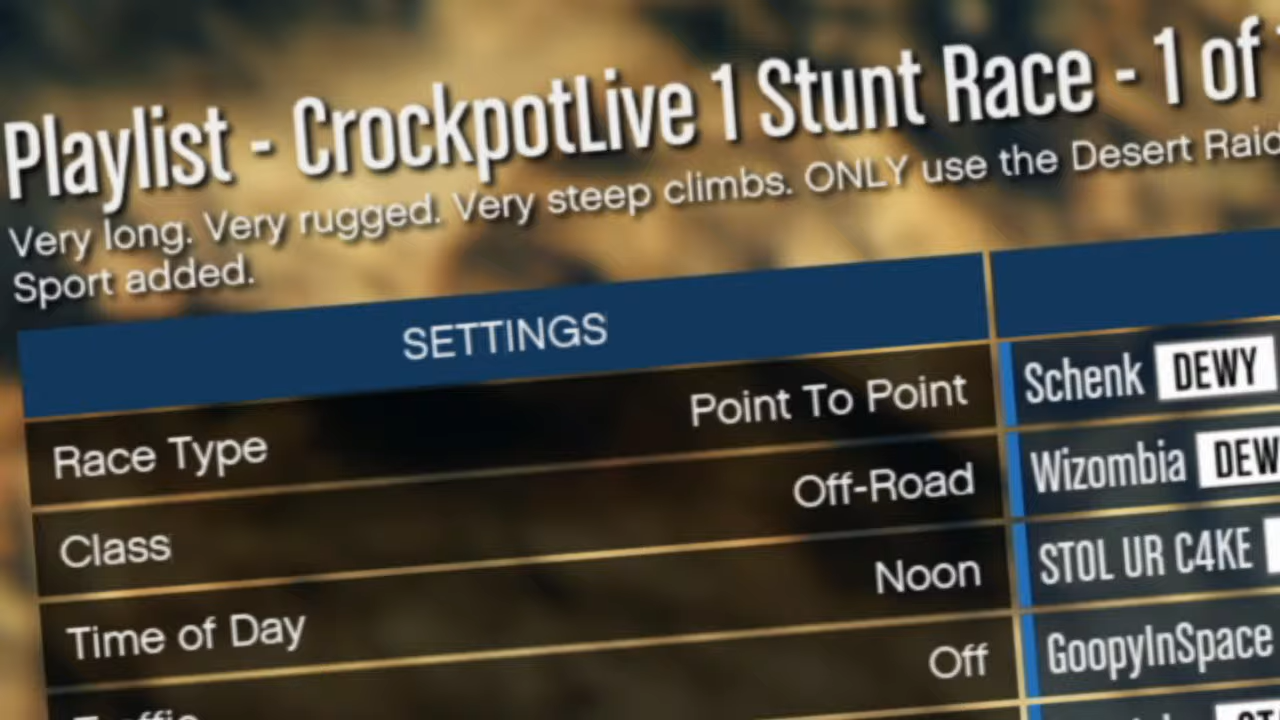 Playlist - CrockpotLive 1 Stunt Race - 1 of
Very long. Very rugged. Very steep climbs. ONLY use the Desert Raid
Sport added.
SETTINGS
Race Type Point To Point
Class Off-Road
Time of Day Noon
Traffic Off
Schenk DEWY
Wizombia DEW
STOL UR C4KE
GoopyInSpace